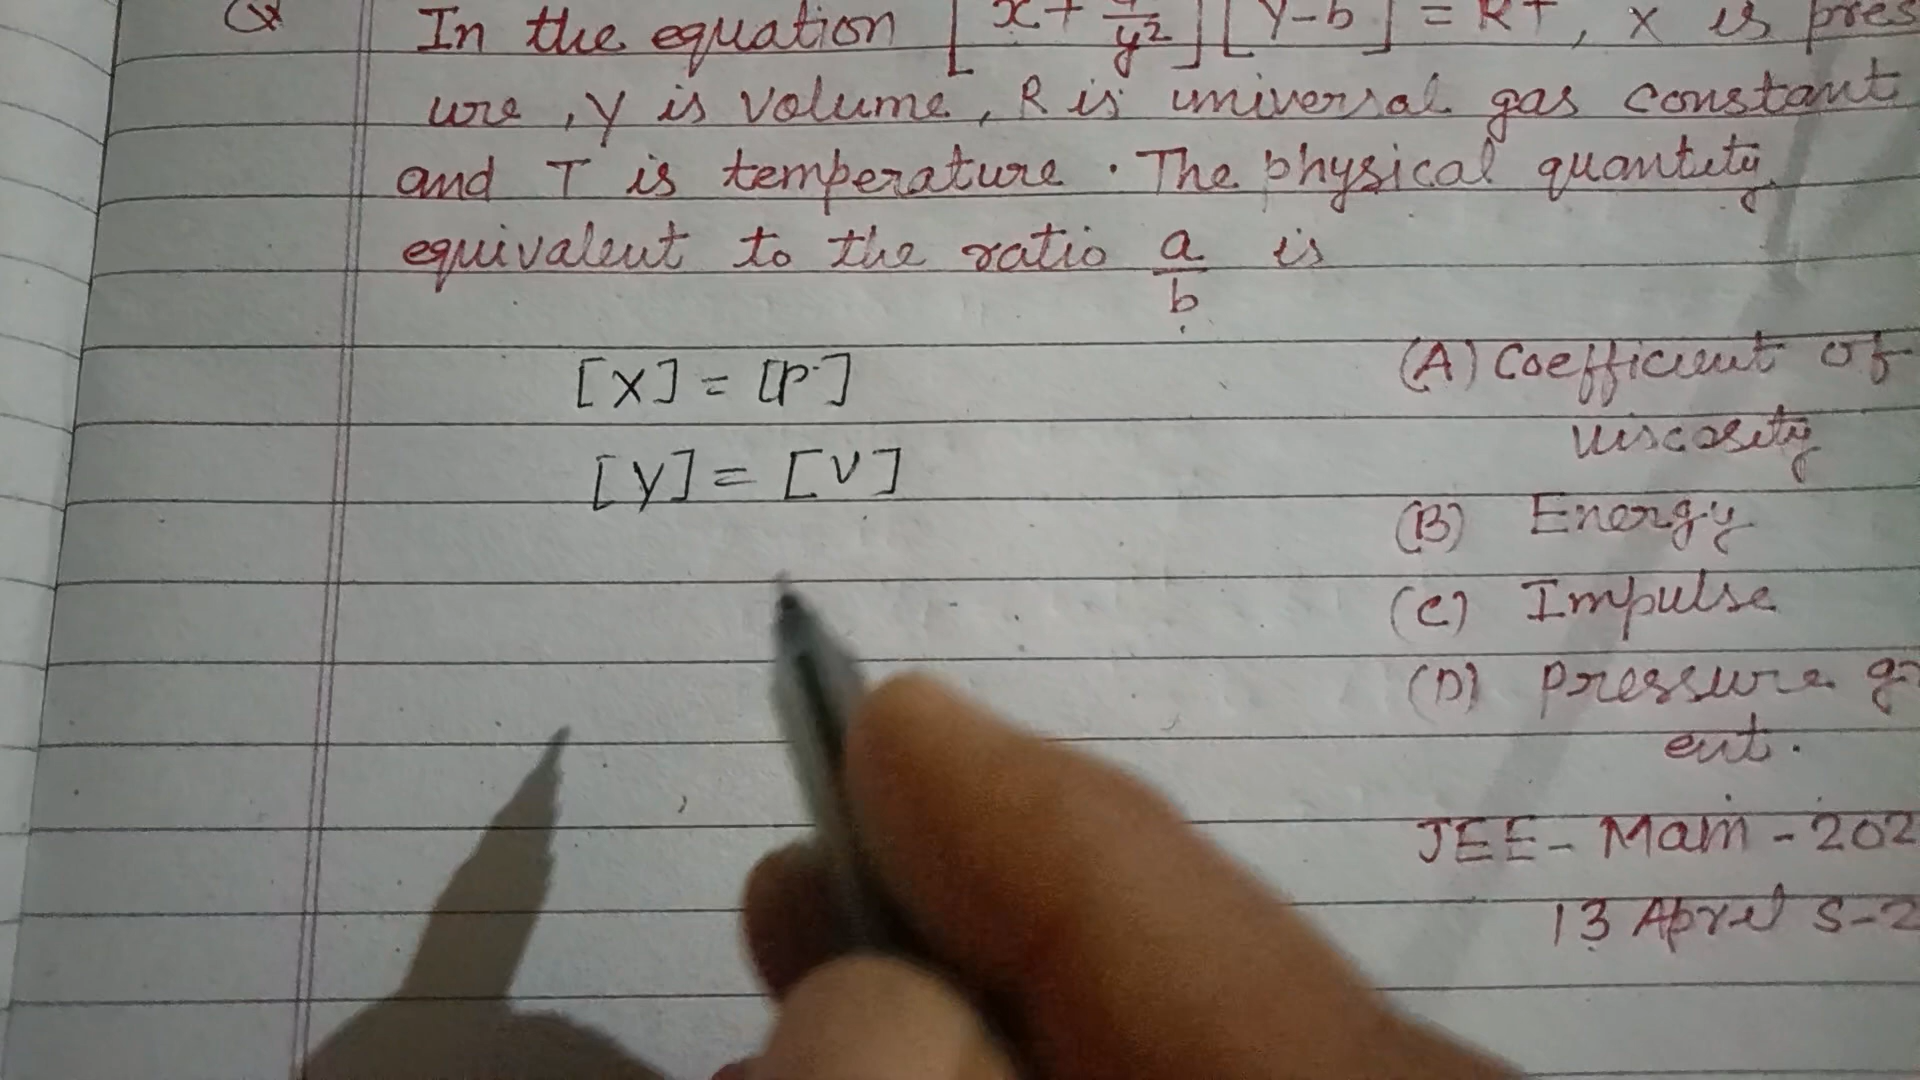 Q
In the equation [x + a/y²][y-b] = RT, x is pres
ure, y is volume, R is universal gas constant
and T is temperature. The physical quantity
equivalent to the ratio a/b is
[x] = [P]
[y] = [V]
(A) Coefficient of
viscosity
(B) Energy
(C) Impulse
(D) Pressure
ent.
JEE-Main-202
13 April S-2